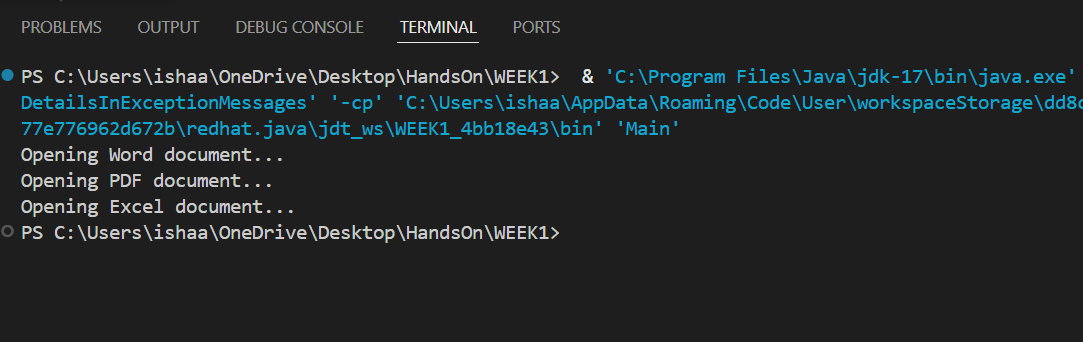 PROBLEMS OUTPUT DEBUG CONSOLE TERMINAL PORTS
PS C:\Users\ishaa\OneDrive\Desktop\HandsOn\WEEK1>  & 'C:\Program Files\Java\jdk-17\bin\java.exe'
DetailsInExceptionMessages' '-cp' 'C:\Users\ishaa\AppData\Roaming\Code\User\workspaceStorage\dd8c
77e776962d672b\redhat.java\jdt_ws\WEEK1_4bb18e43\bin' 'Main'
Opening Word document...
Opening PDF document...
Opening Excel document...
PS C:\Users\ishaa\OneDrive\Desktop\HandsOn\WEEK1>